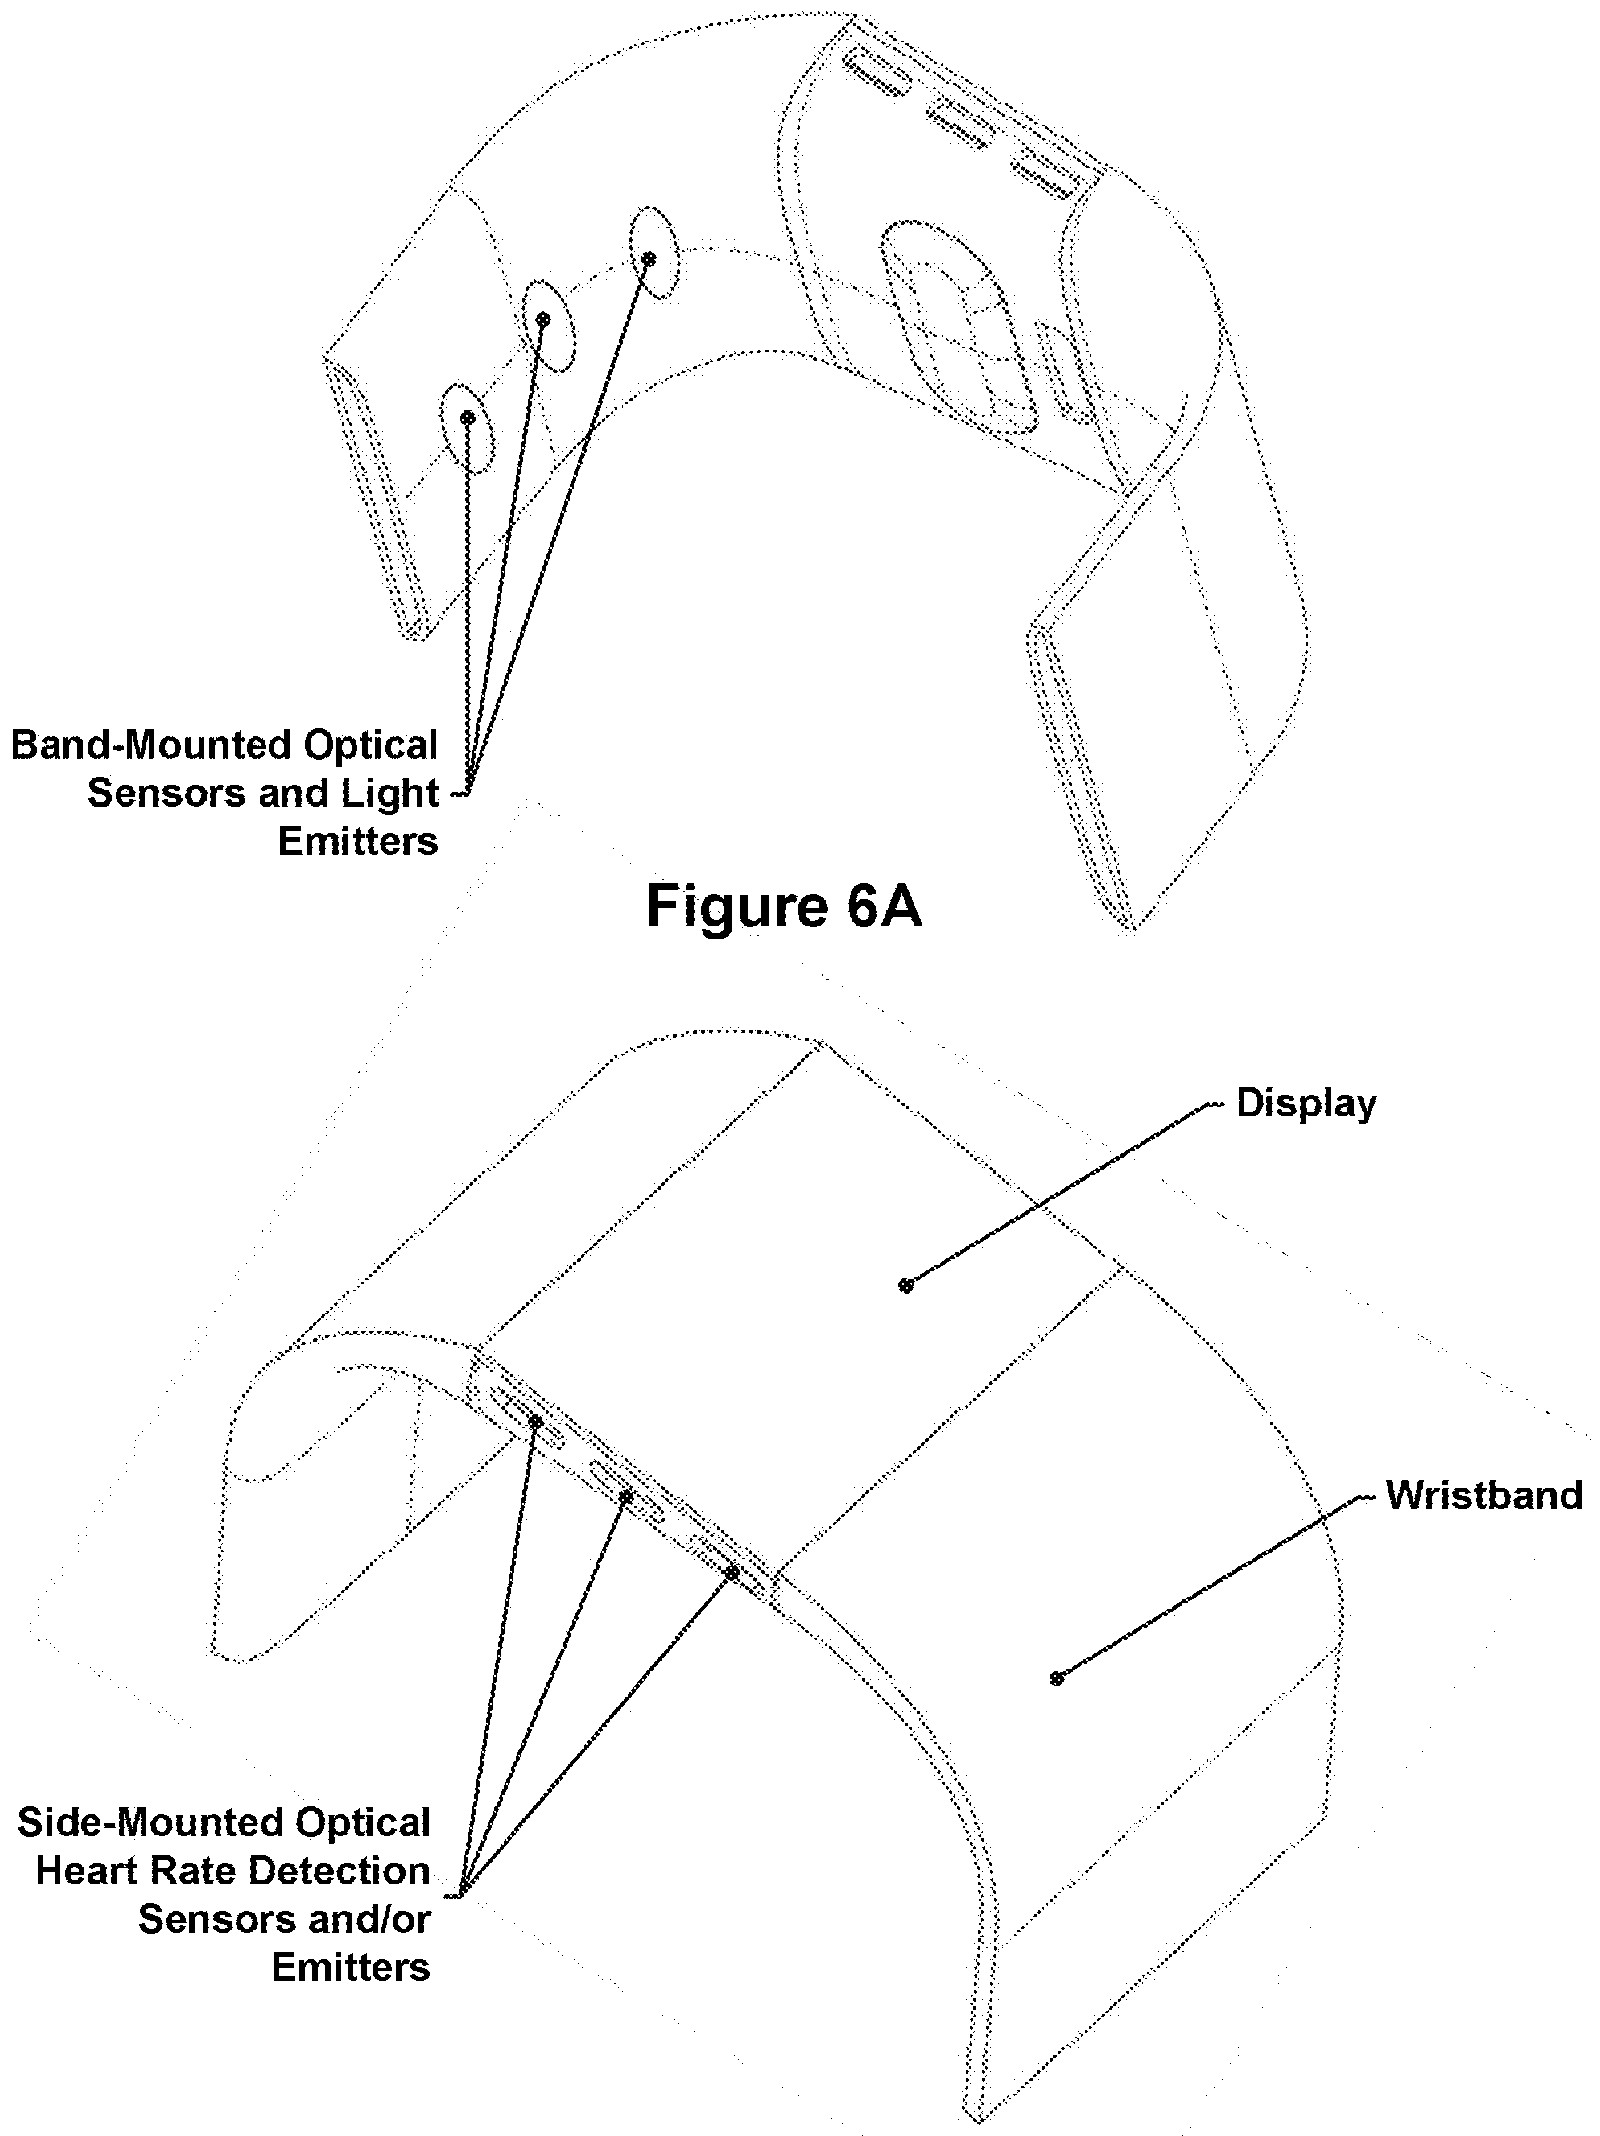 Band-Mounted Optical
Sensors and Light
Emitters
Figure 6A
Display
Wristband
Side-Mounted Optical
Heart Rate Detection
Sensors and/or
Emitters